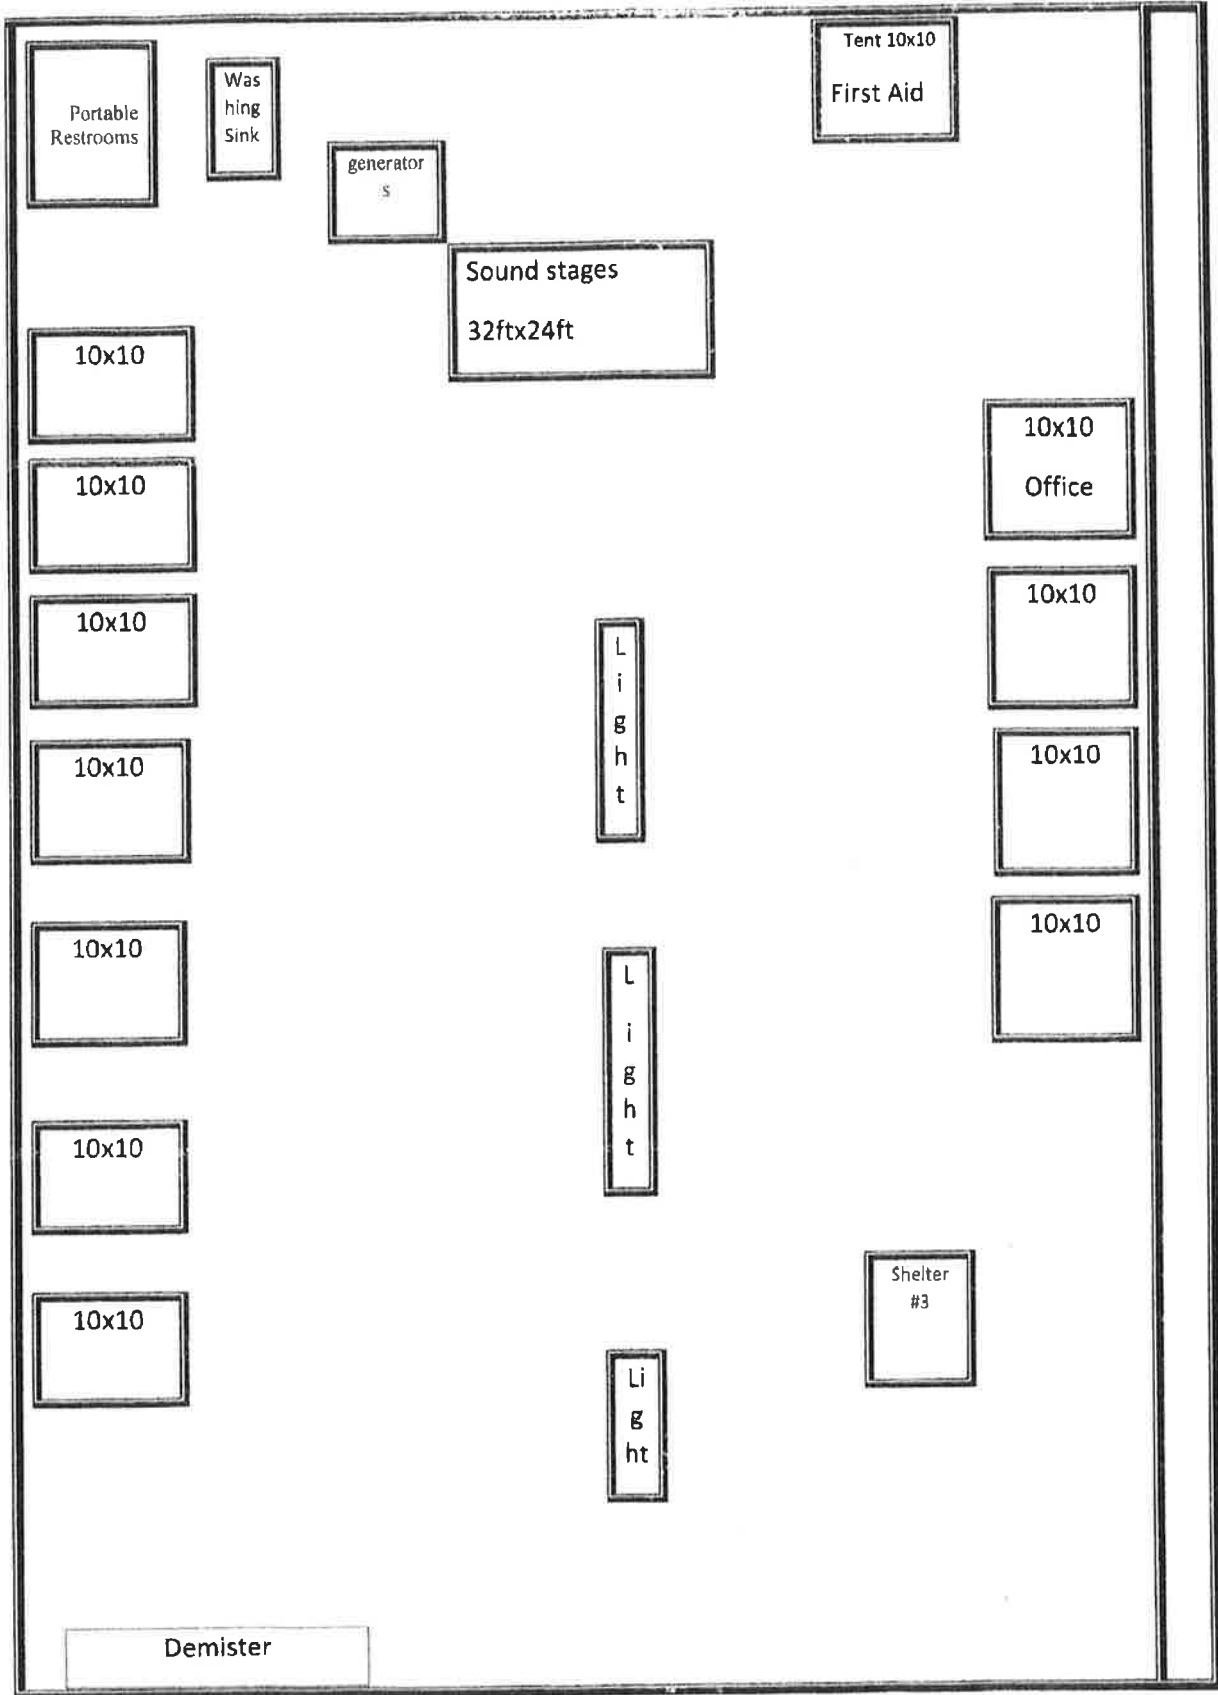 Portable
Restrooms
Was
hing
Sink
generator
s
Tent 10x10
First Aid
Sound stages
32ftx24ft
10x10
10x10
10x10
10x10
10x10
10x10
10x10
L
i
g
h
t
L
i
g
h
t
Li
g
ht
10x10
Office
10x10
10x10
10x10
Shelter
#3
Demister